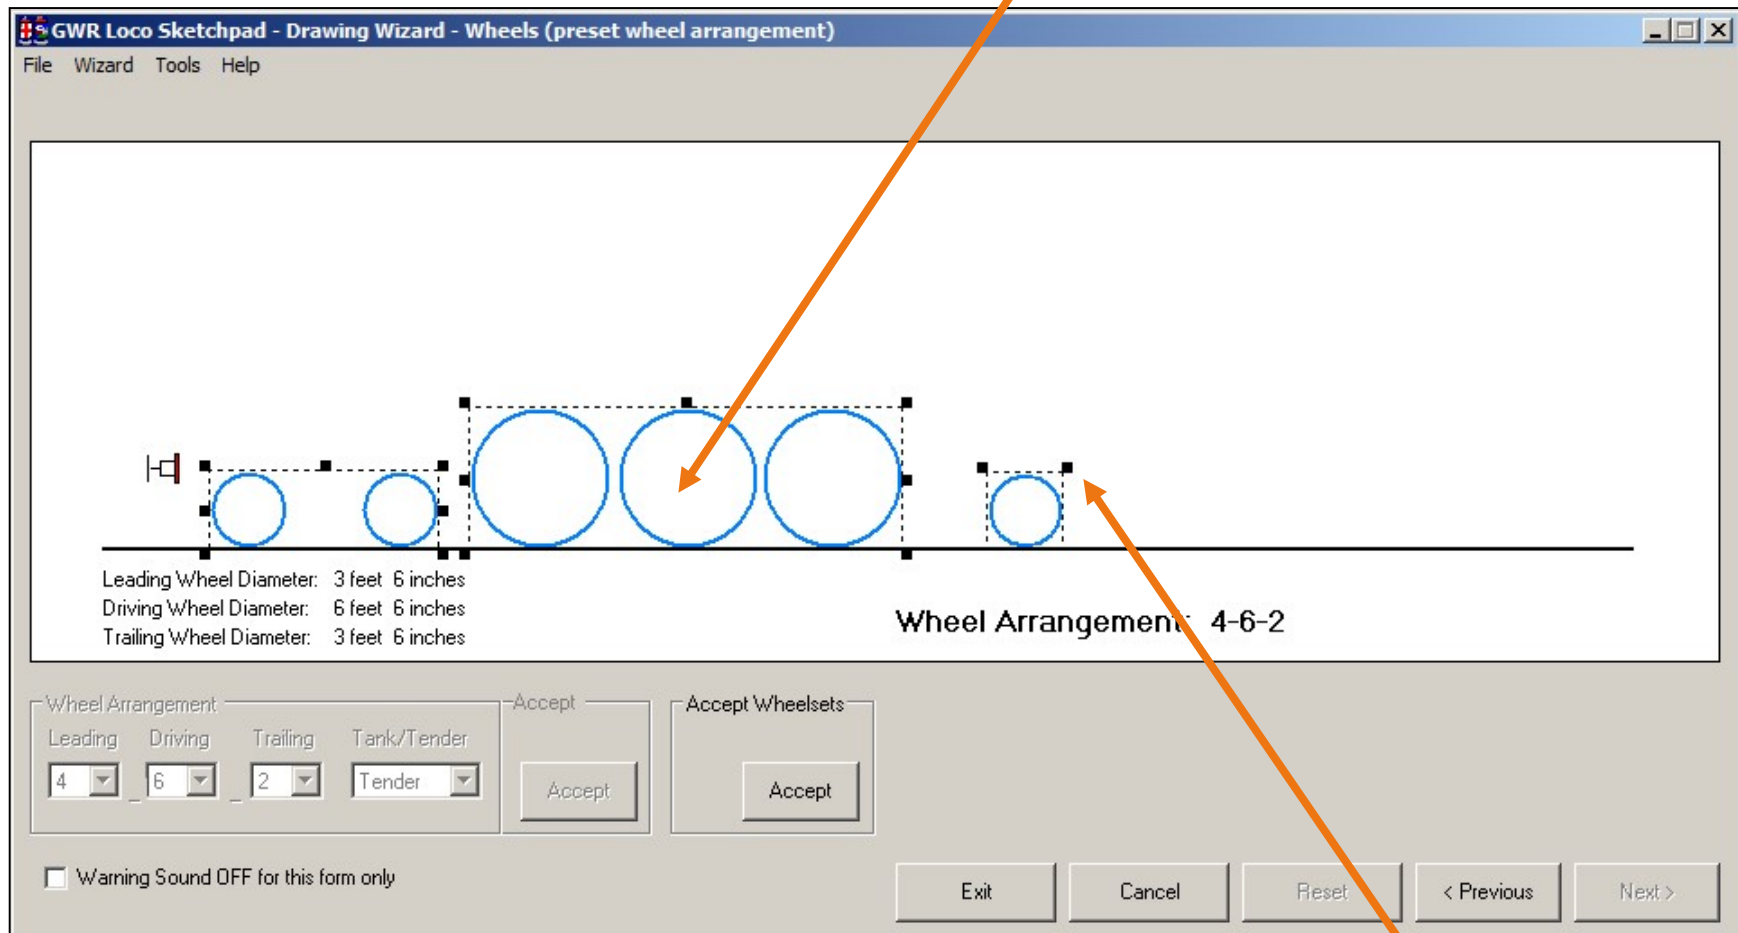 GWR Loco Sketchpad - Drawing Wizard - Wheels (preset wheel arrangement)
File Wizard Tools Help
Leading Wheel Diameter: 3 feet 6 inches
Driving Wheel Diameter: 6 feet 6 inches
Trailing Wheel Diameter: 3 feet 6 inches
Wheel Arrangement: 4-6-2
Wheel Arrangement Accept Accept Wheelsets
Leading Driving Trailing Tank/Tender
4 _ 6 _ 2 Tender Accept Accept
Warning Sound OFF for this form only
Exit Cancel Reset < Previous Next >